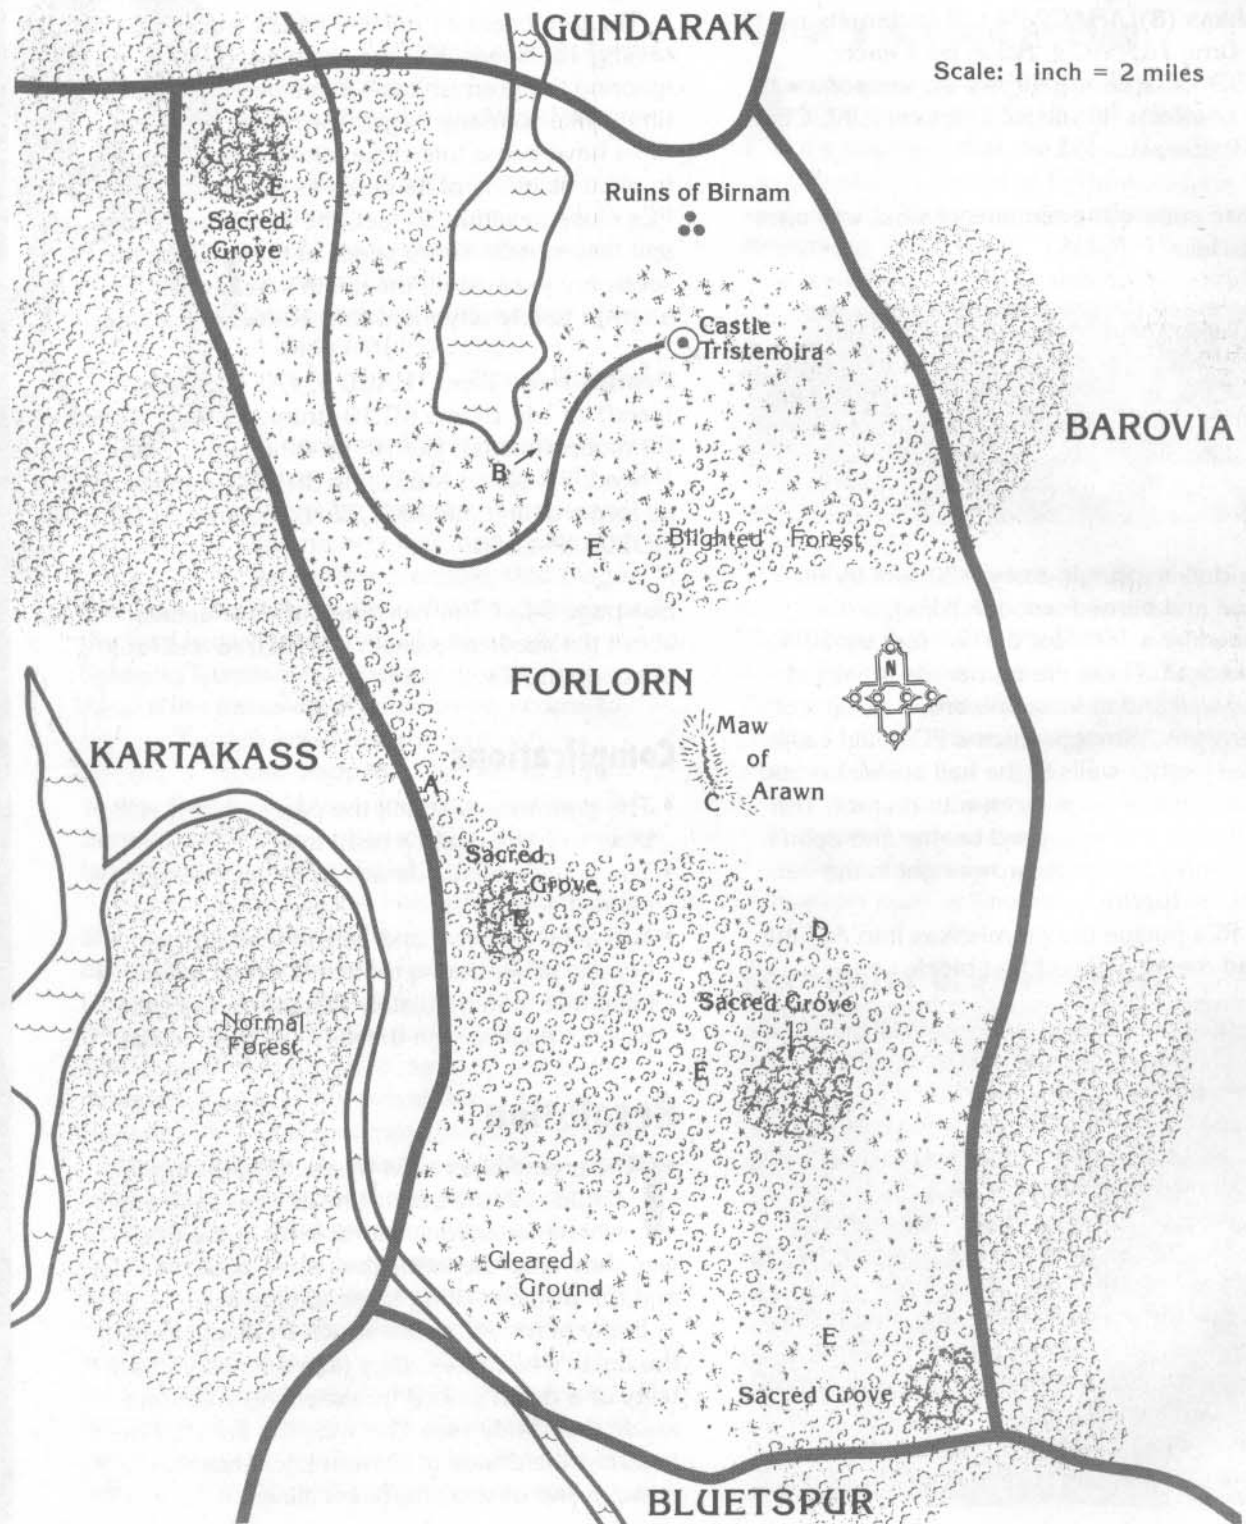 GUNDARAK
Scale: 1 inch = 2 miles
Ruins of Birnam
E
Sacred
Grove
Castle
Tristenoira
BAROVIA
B
E
Blighted Forest
N
FORLORN
Maw
of
Arawn
C
KARTAKASS
A
Sacred
Grove
E
D
Sacred Grove
E
Normal
Forest
Cleared
Ground
E
Sacred Grove
BLUETSPUR